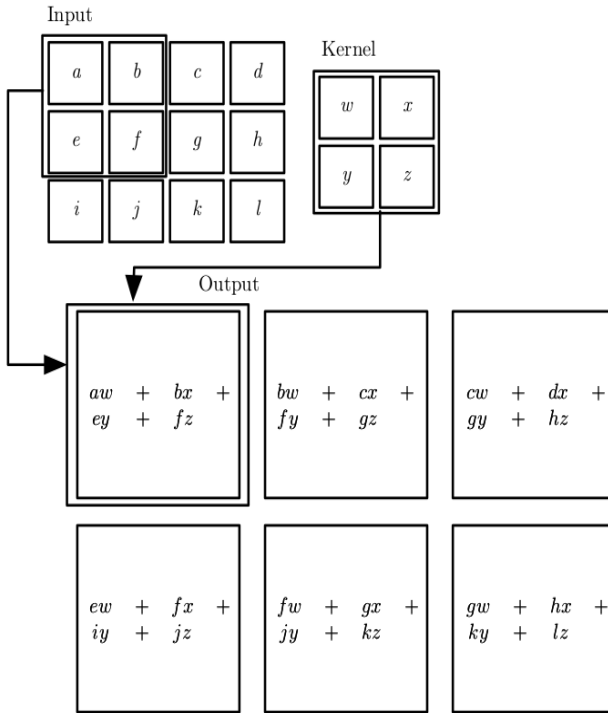 Input
Kernel
a b c d
w x
e f g h
y z
i j k l
Output
aw + bx +
ey + fz
bw + cx +
fy + gz
cw + dx +
gy + hz
ew + fx +
iy + jz
fw + gx +
jy + kz
gw + hx +
ky + lz